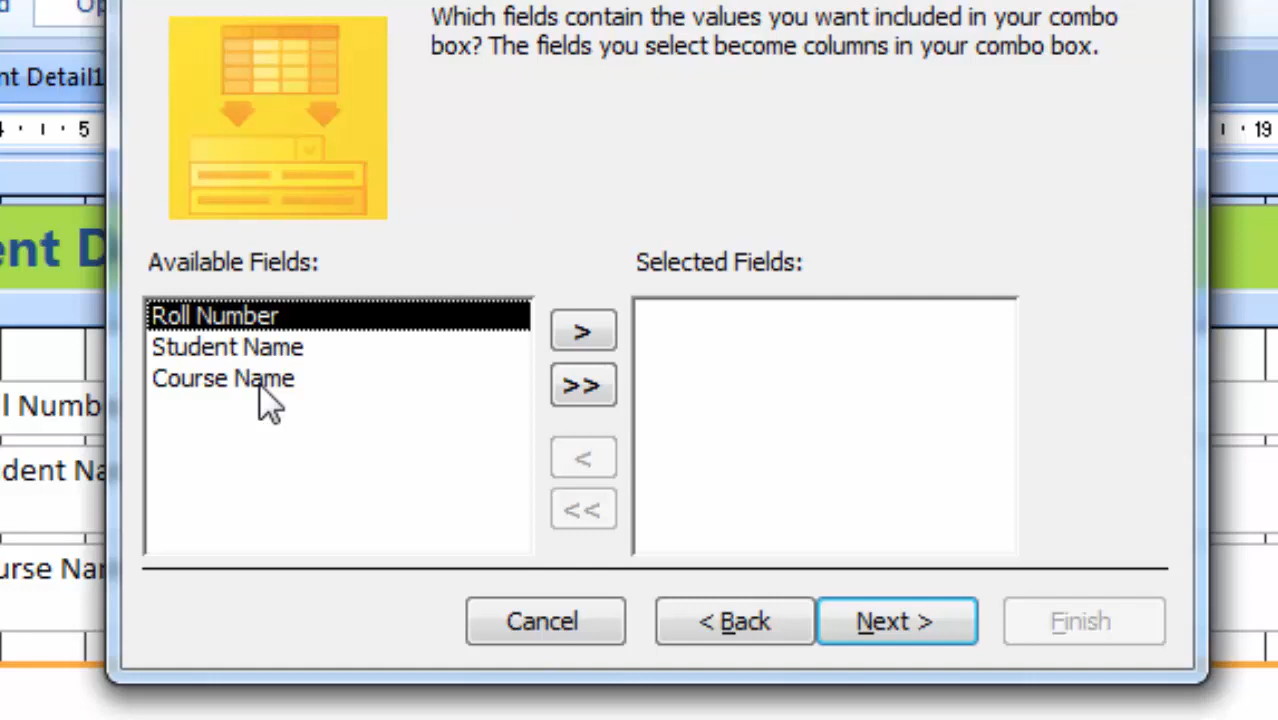 Which fields contain the values you want included in your combo
box? The fields you select become columns in your combo box.
nt Detail1
4 5
19
ent D
Available Fields:
Selected Fields:
Roll Number
Student Name
Course Name
>
>>
<
<<
l Numb
dent Na
urse Nar
Cancel
< Back
Next >
Finish